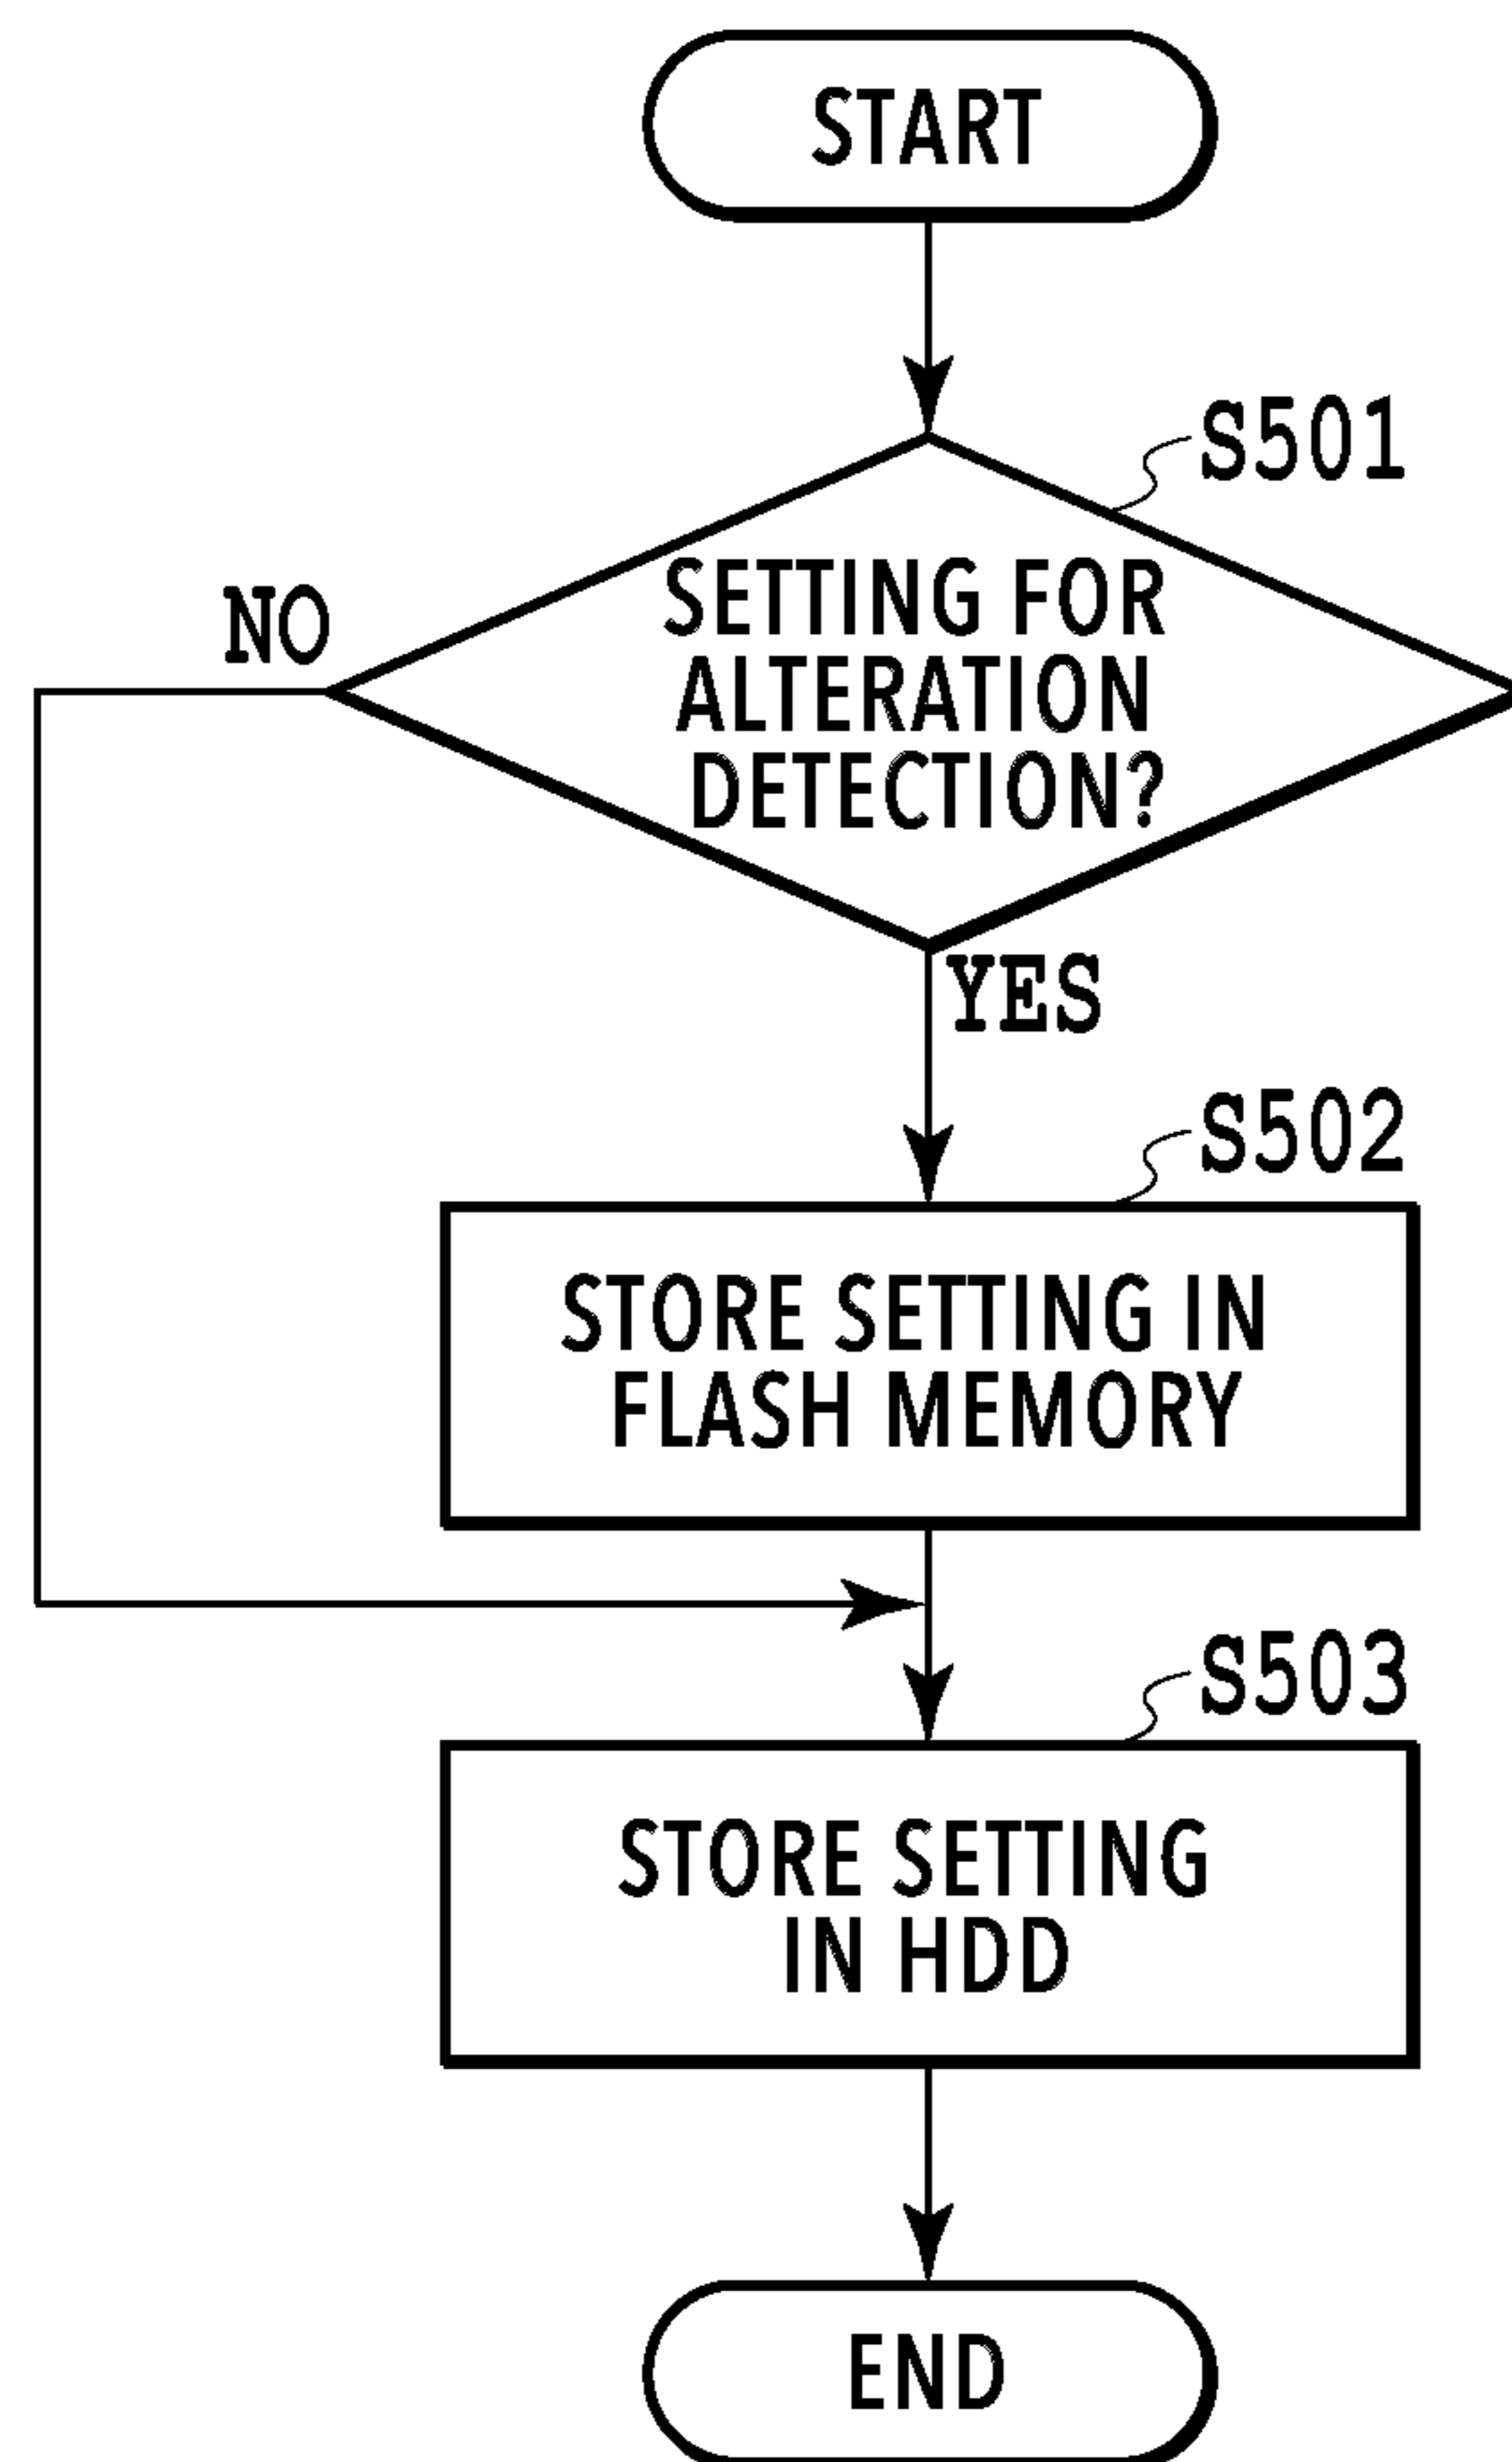 START
S501
SETTING FOR
ALTERATION
DETECTION?
NO
YES
S502
STORE SETTING IN
FLASH MEMORY
S503
STORE SETTING
IN HDD
END